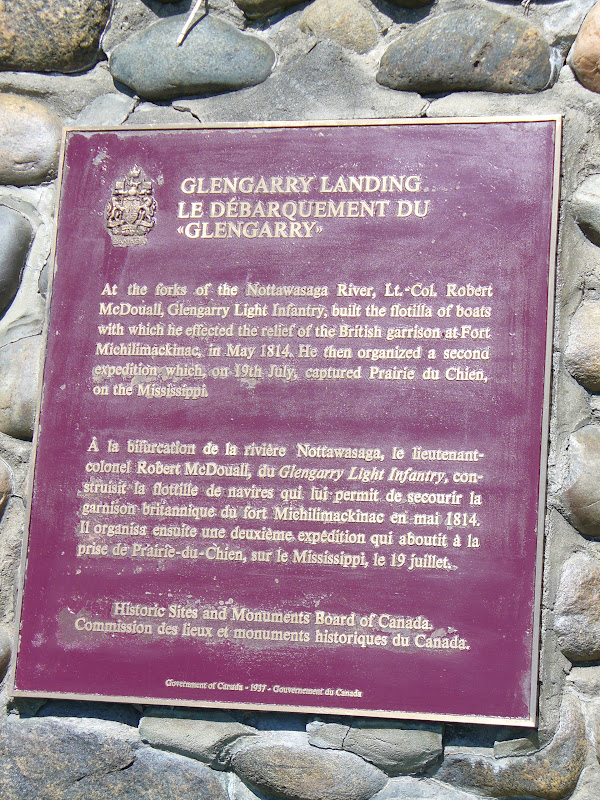 GLENGARRY LANDING
LE DÉBARQUEMENT DU
«GLENGARRY»
At the forks of the Nottawasaga River, Lt.-Col. Robert
McDouall, Glengarry Light Infantry, built the flotilla of boats
with which he effected the relief of the British garrison at Fort
Michilimackinac, in May 1814. He then organized a second
expedition which, on 19th July, captured Prairie du Chien,
on the Mississippi.
À la bifurcation de la rivière Nottawasaga, le lieutenant-
colonel Robert McDouall, du Glengarry Light Infantry, con-
struisit la flottille de navires qui lui permit de secourir la
garnison britannique du fort Michilimackinac en mai 1814.
Il organisa ensuite une deuxième expédition qui aboutit à la
prise de Prairie-du-Chien, sur le Mississippi, le 19 juillet.
Historic Sites and Monuments Board of Canada.
Commission des lieux et monuments historiques du Canada.
Government of Canada - 1937 - Gouvernement du Canada